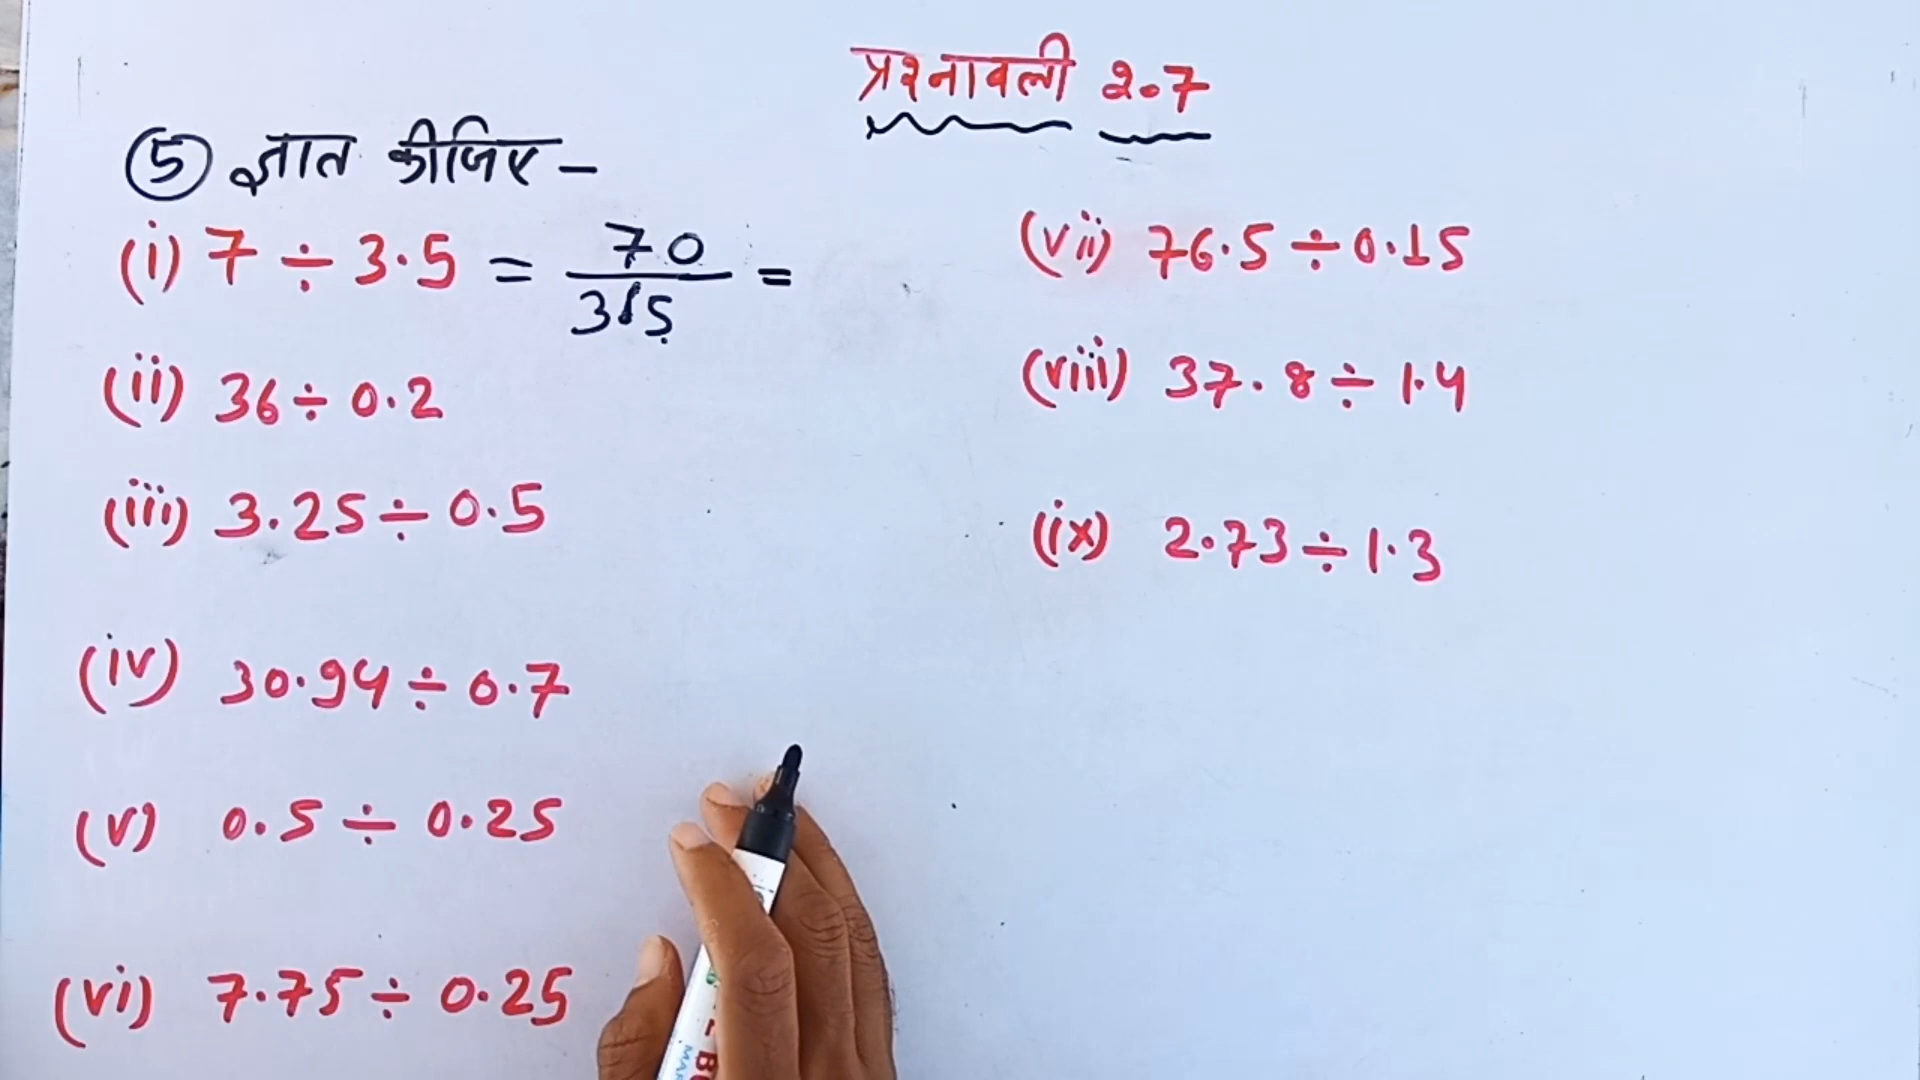 प्रश्नावली 2.7
(5) ज्ञात कीजिए -
(i) 7 ÷ 3.5 = 70/35 =
(ii) 36 ÷ 0.2
(iii) 3.25 ÷ 0.5
(iv) 30.94 ÷ 0.7
(v) 0.5 ÷ 0.25
(vi) 7.75 ÷ 0.25
(vii) 76.5 ÷ 0.15
(viii) 37.8 ÷ 1.4
(ix) 2.73 ÷ 1.3